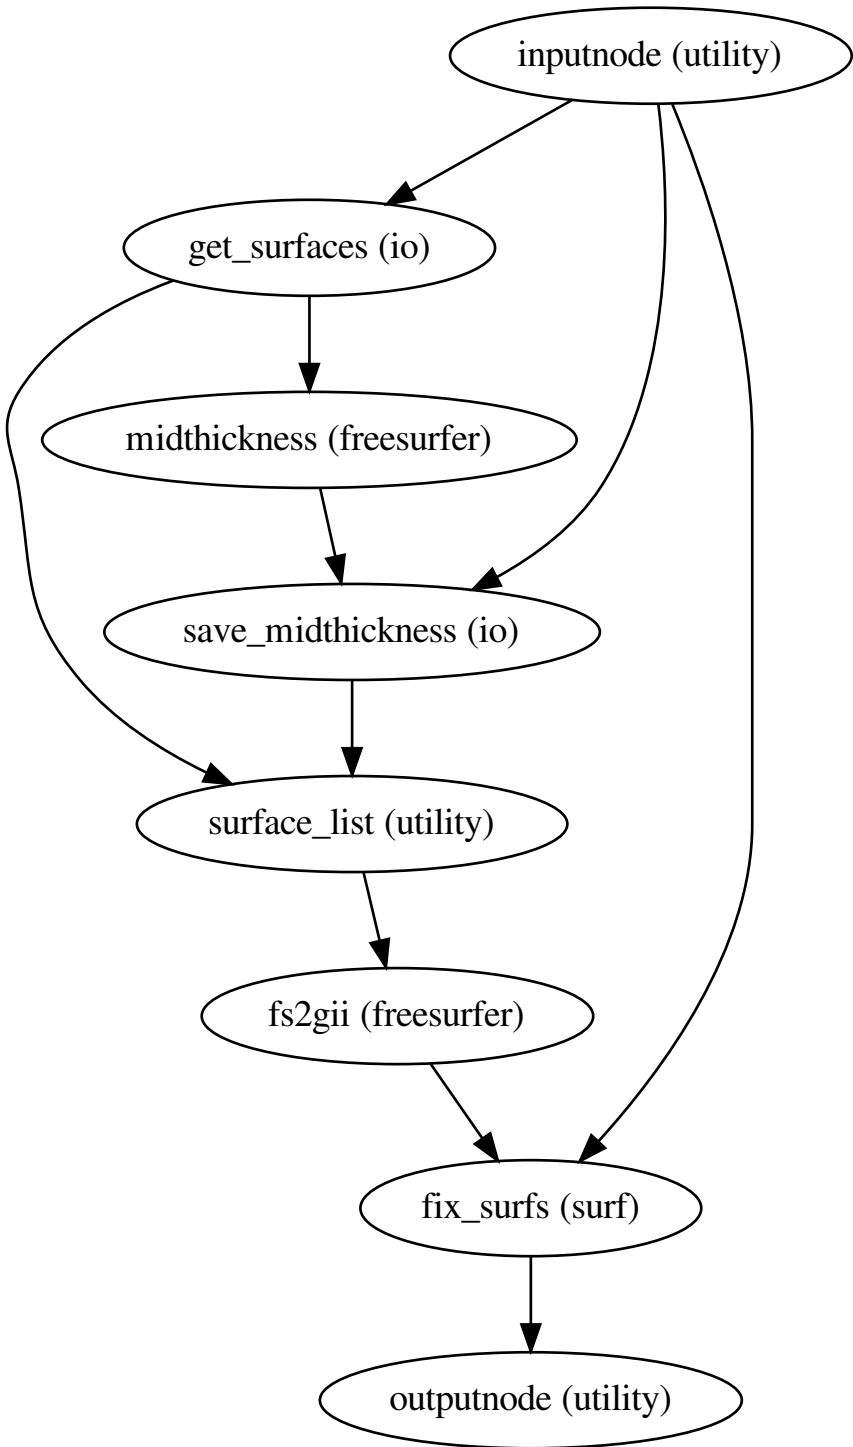 inputnode (utility)
get_surfaces (io)
midthickness (freesurfer)
save_midthickness (io)
surface_list (utility)
fs2gii (freesurfer)
fix_surfs (surf)
outputnode (utility)